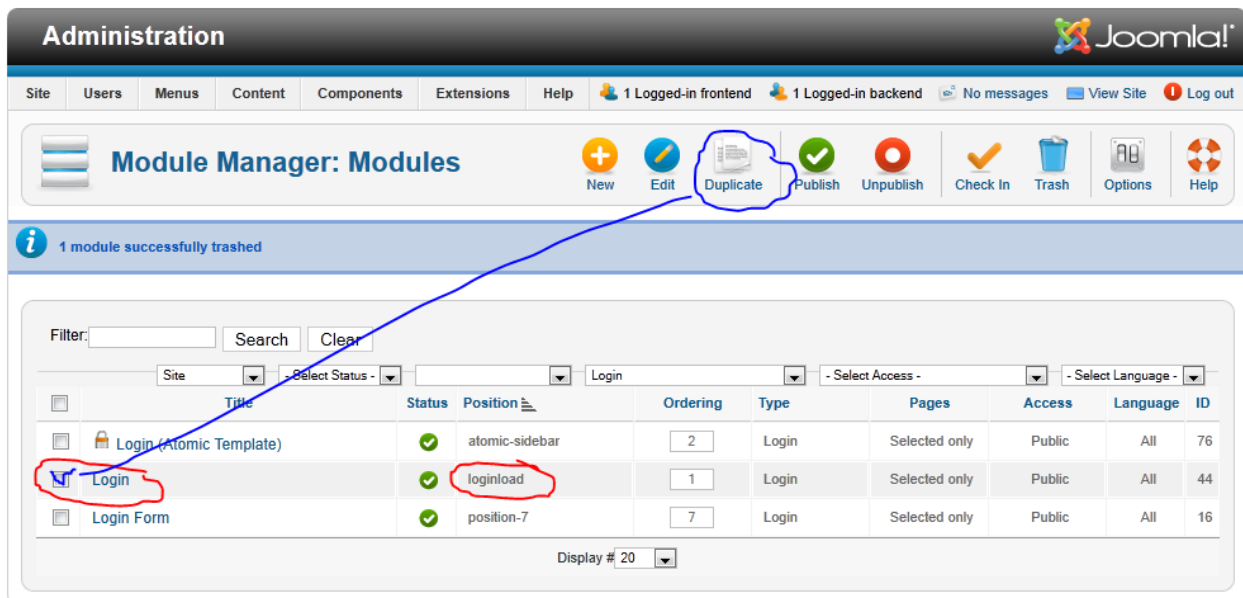 Administration
Joomla!
Site Users Menus Content Components Extensions Help 1 Logged-in frontend 1 Logged-in backend No messages View Site Log out
Module Manager: Modules
New Edit Duplicate Publish Unpublish Check In Trash Options Help
1 module successfully trashed
Filter: Search Clear
Site - Select Status - Login - Select Access - - Select Language -
Title Status Position Ordering Type Pages Access Language ID
Login (Atomic Template) atomic-sidebar 2 Login Selected only Public All 76
Login loginload 1 Login Selected only Public All 44
Login Form position-7 7 Login Selected only Public All 16
Display # 20